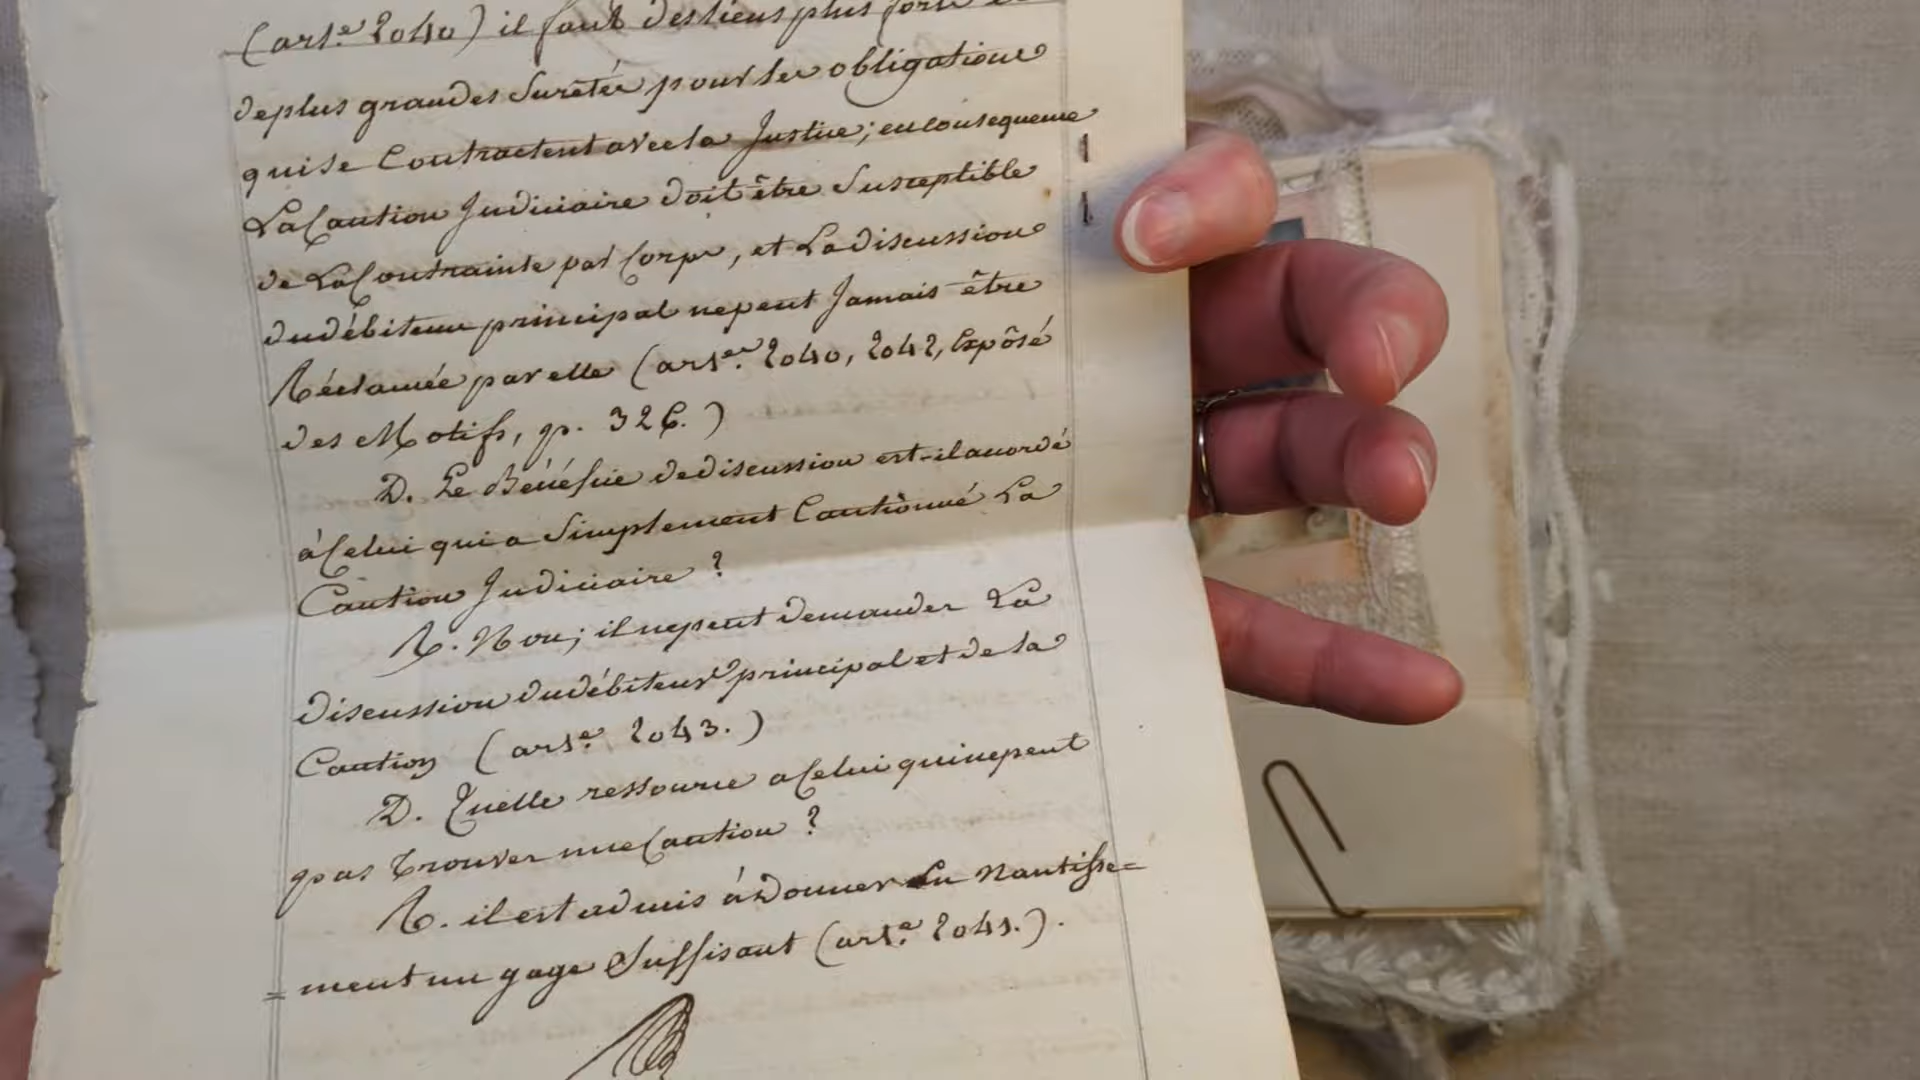 (art.e 2040) il faut des liens plus forts et
de plus grandes Suretés pour les obligations
qui se Contractent avec la Justice; en consequence
La Caution Judiciaire doit être Susceptible
de La Contrainte par Corps, et La discussion
du débiteur principal ne peut Jamais être
Réclamée par elle (art.es 2040, 2042, Expôsé
des Motifs, p. 326.)
D. Le Bénéfice de discussion est-il accordé
à Celui qui a Simplement Cautionné La
Caution Judiciaire ?
R. Non; il ne peut demander La
discussion du débiteur principal et de la
Caution (art.e 2043.)
D. Quelle ressource a Celui qui ne peut
pas Trouver une Caution ?
R. il est admis à Donner En Nantisse=
=ment un gage Suffisant (art.e 2041.).